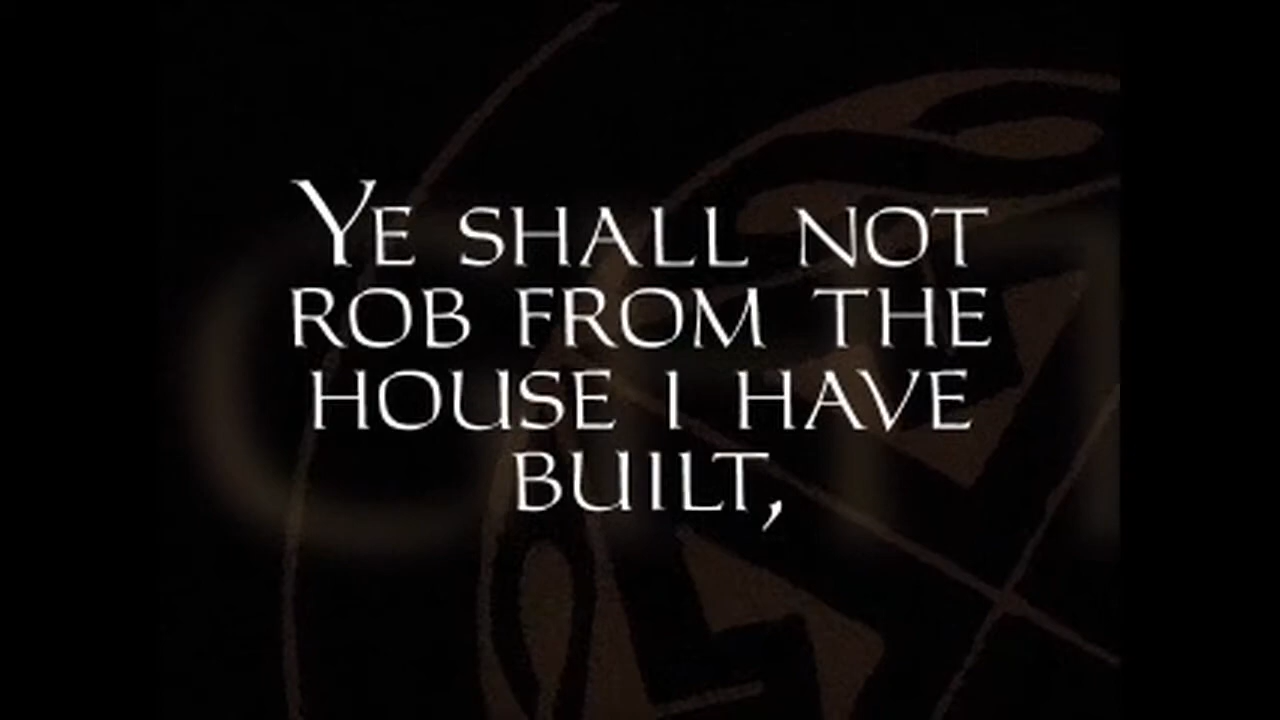 YE SHALL NOT
ROB FROM THE
HOUSE I HAVE
BUILT,